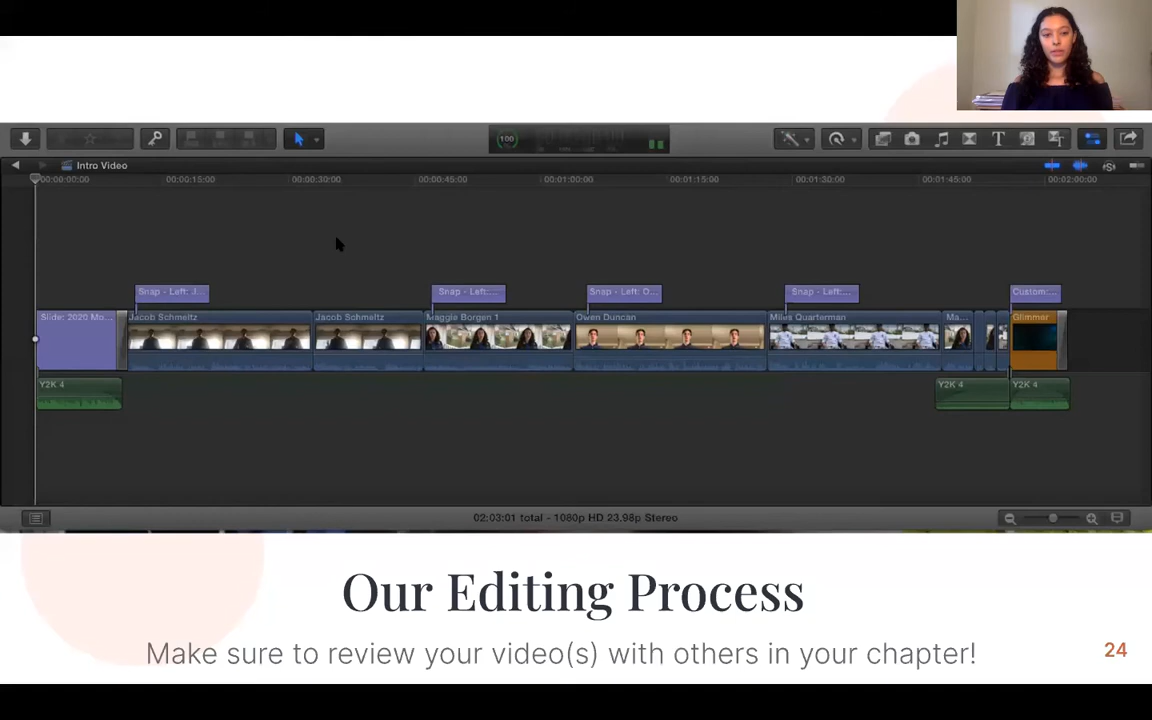 100
Intro Video
00:00:00:00 00:00:15:00 00:00:30:00 00:00:45:00 00:01:00:00 00:01:15:00 00:01:30:00 00:01:45:00 00:02:00:00
Snap - Left: J... Snap - Left:... Snap - Left: O... Snap - Left:... Custom:...
Slide: 2020 Mo... Jacob Schmeltz Jacob Schmeltz Maggie Borgen 1 Owen Duncan Miles Quarterman Ma... Glimmer
Y2K 4 Y2K 4 Y2K 4
02:03:01 total - 1080p HD 23.98p Stereo
Our Editing Process
Make sure to review your video(s) with others in your chapter!
24